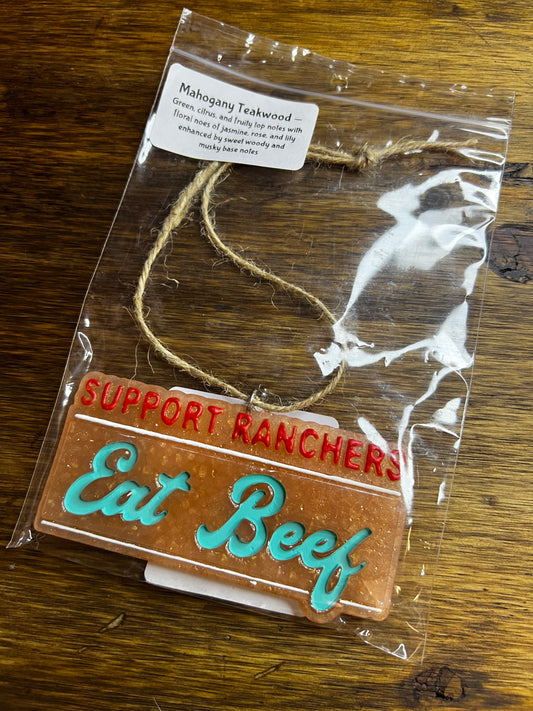 Mahogany Teakwood –
Green, citrus, and fruity top notes with
floral noes of jasmine, rose, and lily
enhanced by sweet woody and
musky base notes
SUPPORT RANCHERS
Eat Beef